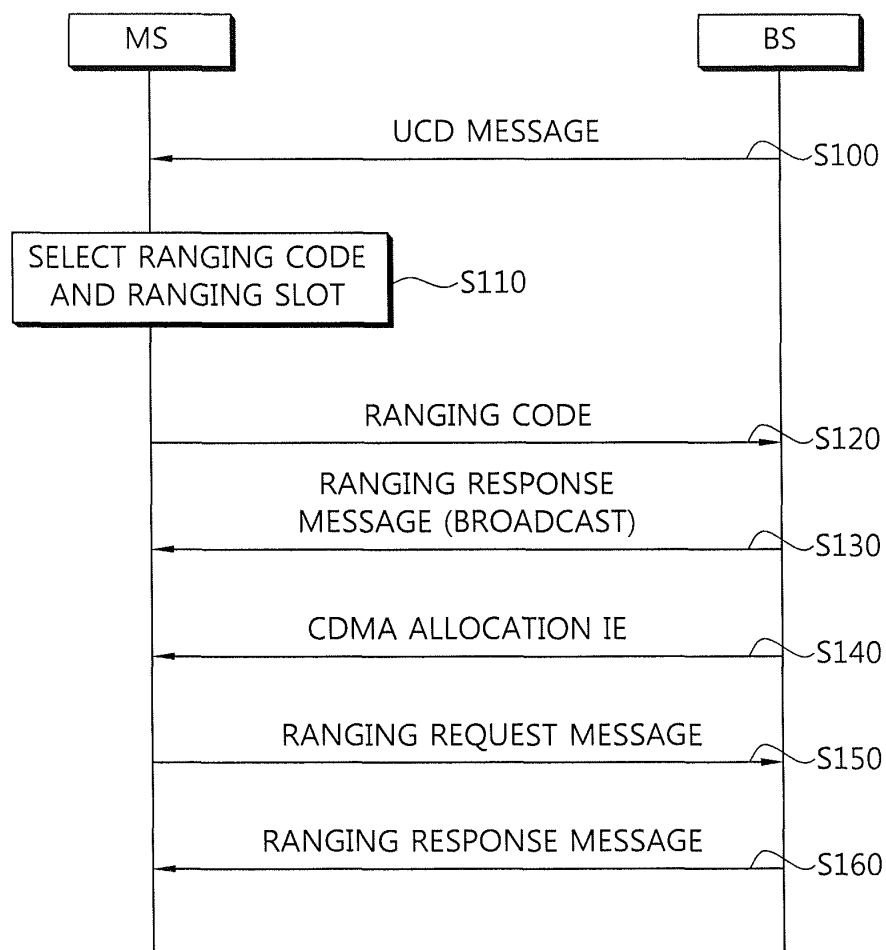 MS
BS
UCD MESSAGE
S100
SELECT RANGING CODE
AND RANGING SLOT
S110
RANGING CODE
S120
RANGING RESPONSE
MESSAGE (BROADCAST)
S130
CDMA ALLOCATION IE
S140
RANGING REQUEST MESSAGE
S150
RANGING RESPONSE MESSAGE
S160